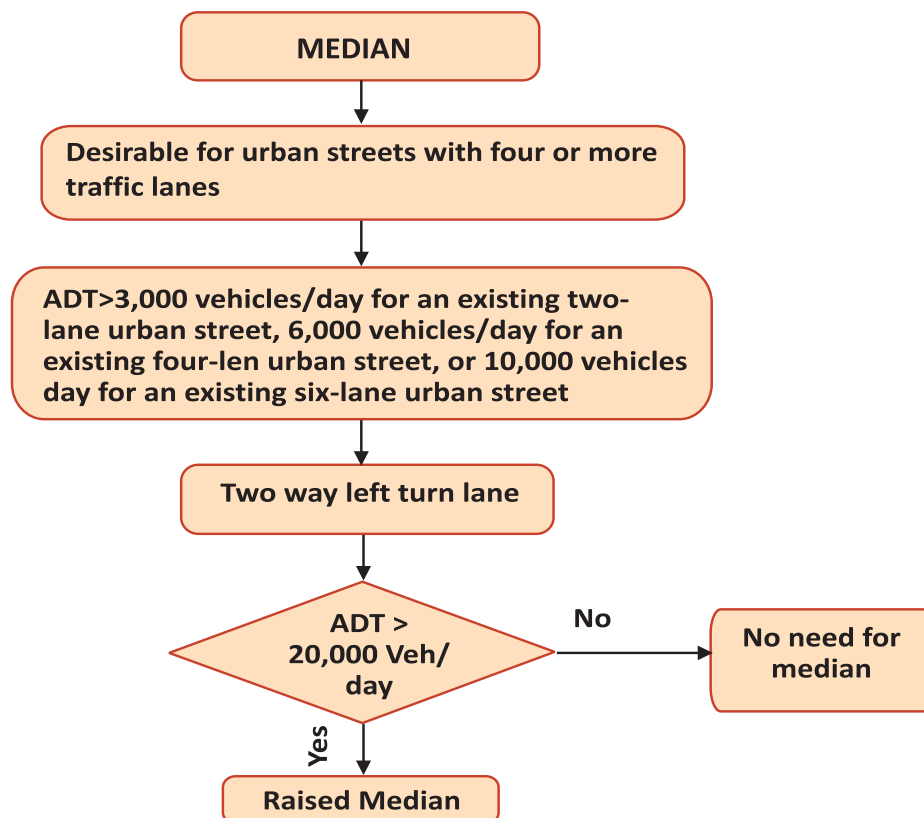 MEDIAN
Desirable for urban streets with four or more
traffic lanes
ADT>3,000 vehicles/day for an existing two-
lane urban street, 6,000 vehicles/day for an
existing four-len urban street, or 10,000 vehicles
day for an existing six-lane urban street
Two way left turn lane
ADT >
20,000 Veh/
day
No
No need for
median
Yes
Raised Median